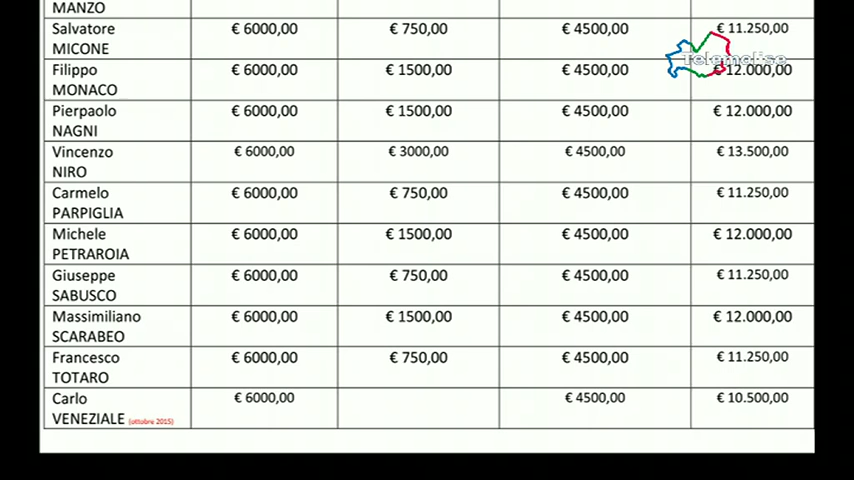 MANZO
Salvatore MICONE € 6000,00 € 750,00 € 4500,00 € 11.250,00
Telemolise
Filippo MONACO € 6000,00 € 1500,00 € 4500,00 € 12.000,00
Pierpaolo NAGNI € 6000,00 € 1500,00 € 4500,00 € 12.000,00
Vincenzo NIRO € 6000,00 € 3000,00 € 4500,00 € 13.500,00
Carmelo PARPIGLIA € 6000,00 € 750,00 € 4500,00 € 11.250,00
Michele PETRAROIA € 6000,00 € 1500,00 € 4500,00 € 12.000,00
Giuseppe SABUSCO € 6000,00 € 750,00 € 4500,00 € 11.250,00
Massimiliano SCARABEO € 6000,00 € 1500,00 € 4500,00 € 12.000,00
Francesco TOTARO € 6000,00 € 750,00 € 4500,00 € 11.250,00
Carlo VENEZIALE (ottobre 2015) € 6000,00 € 4500,00 € 10.500,00